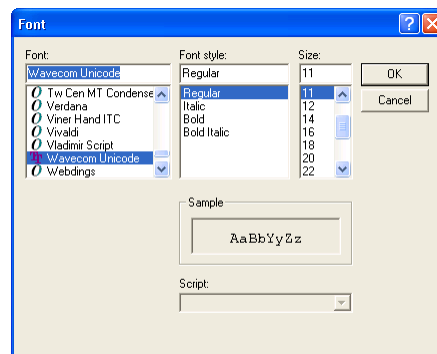 Font
Font: Font style: Size:
Wavecom Unicode Regular 11 OK
Tw Cen MT Condense Regular 11 Cancel
Verdana Italic 12
Viner Hand ITC Bold 14
Vivaldi Bold Italic 16
Vladimir Script 18
Wavecom Unicode 20
Webdings 22
Sample
AaBbYyZz
Script: